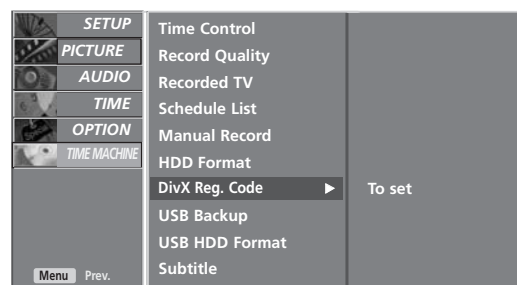 SETUP
PICTURE
AUDIO
TIME
OPTION
TIME MACHINE
Menu Prev.
Time Control
Record Quality
Recorded TV
Schedule List
Manual Record
HDD Format
DivX Reg. Code ▶
USB Backup
USB HDD Format
Subtitle
To set